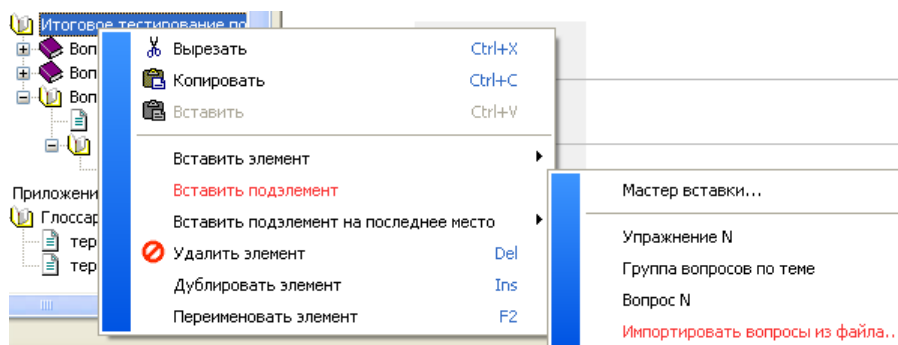 Итоговое тестирование по
Воп
Воп
Воп
Приложени
Глоссар
тер
тер
Вырезать Ctrl+X
Копировать Ctrl+C
Вставить Ctrl+V
Вставить элемент
Вставить подэлемент
Вставить подэлемент на последнее место
Удалить элемент Del
Дублировать элемент Ins
Переименовать элемент F2
Мастер вставки...
Упражнение N
Группа вопросов по теме
Вопрос N
Импортировать вопросы из файла..